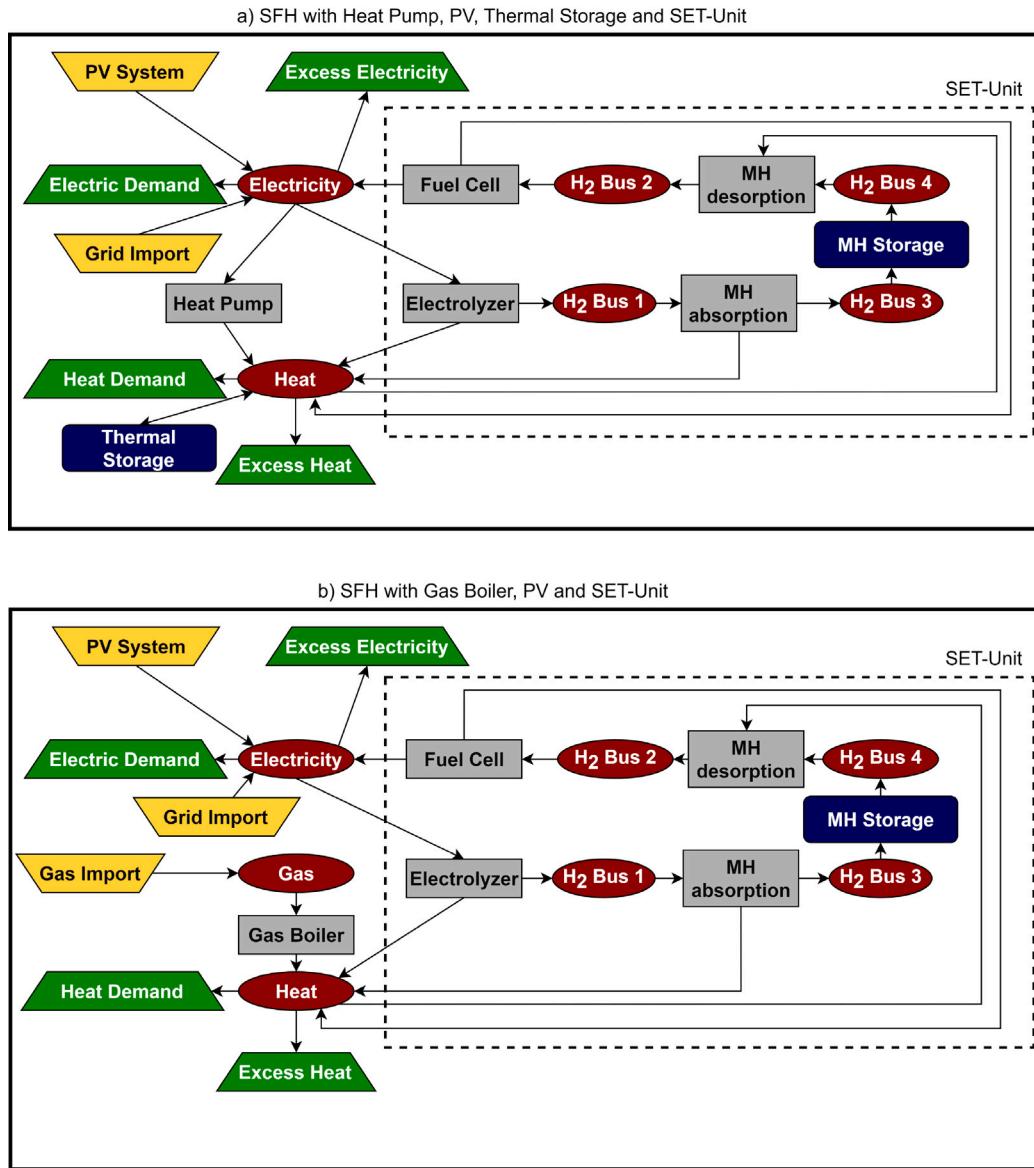 a) SFH with Heat Pump, PV, Thermal Storage and SET-Unit
PV System
Excess Electricity
SET-Unit
Electric Demand
Electricity
Fuel Cell
H2 Bus 2
MH
desorption
H2 Bus 4
Grid Import
MH Storage
Heat Pump
Electrolyzer
H2 Bus 1
MH
absorption
H2 Bus 3
Heat Demand
Heat
Thermal
Storage
Excess Heat
b) SFH with Gas Boiler, PV and SET-Unit
PV System
Excess Electricity
SET-Unit
Electric Demand
Electricity
Fuel Cell
H2 Bus 2
MH
desorption
H2 Bus 4
Grid Import
MH Storage
Gas Import
Gas
Electrolyzer
H2 Bus 1
MH
absorption
H2 Bus 3
Gas Boiler
Heat Demand
Heat
Excess Heat